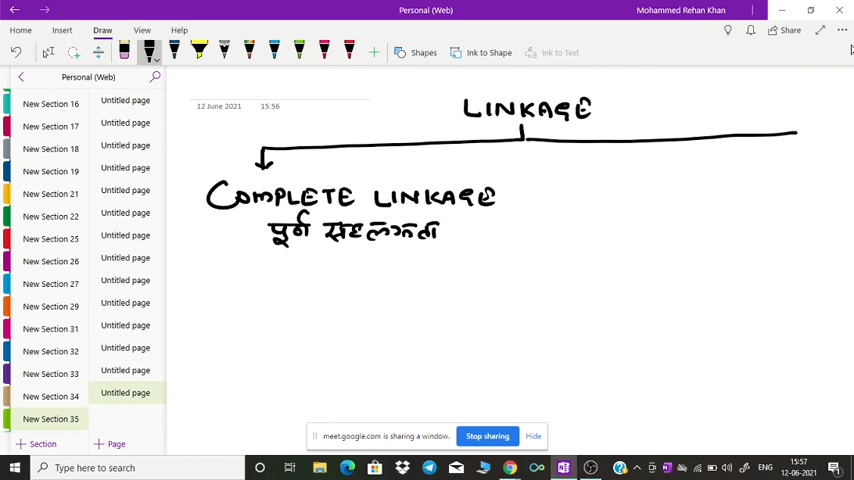 Personal (Web)
Mohammed Rehan Khan
Home
Insert
Draw
View
Help
Share
Shapes
Ink to Shape
Ink to Text
Personal (Web)
New Section 16
New Section 17
New Section 18
New Section 19
New Section 21
New Section 22
New Section 25
New Section 26
New Section 27
New Section 29
New Section 31
New Section 32
New Section 33
New Section 34
New Section 35
Untitled page
Untitled page
Untitled page
Untitled page
Untitled page
Untitled page
Untitled page
Untitled page
Untitled page
Untitled page
Untitled page
Untitled page
Untitled page
Untitled page
12 June 2021 15:56
LINKAGE
COMPLETE LINKAGE
पूर्ण सहलग्नता
meet.google.com is sharing a window.
Stop sharing
Hide
+ Section
+ Page
Type here to search
ENG
15:57
12-06-2021